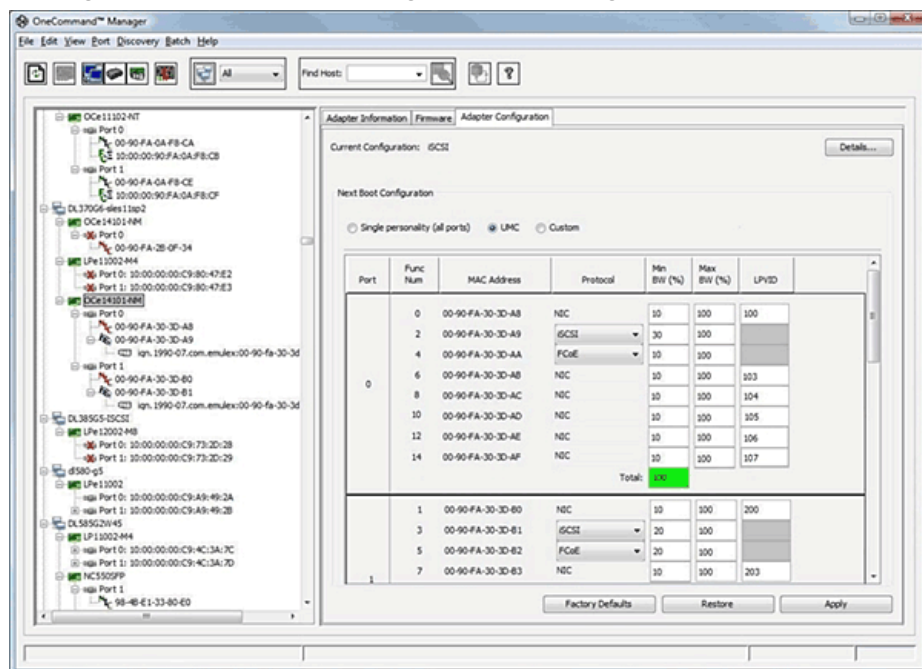 OneCommand™ Manager
File Edit View Port Discovery Batch Help
All
Find Host:
OCe11102-NT
Port 0
00-90-FA-0A-F8-CA
10:00:00:90:FA:0A:F8:CB
Port 1
00-90-FA-0A-F8-CE
10:00:00:90:FA:0A:F8:CF
DL370G6-sles11sp2
OCe14101-NM
Port 0
00-90-FA-2B-0F-34
LPe11002-M4
Port 0: 10:00:00:00:C9:80:47:E2
Port 1: 10:00:00:00:C9:80:47:E3
OCe14101-NM
Port 0
00-90-FA-30-3D-A8
00-90-FA-30-3D-A9
iqn.1990-07.com.emulex:00-90-fa-30-3d
Port 1
00-90-FA-30-3D-B0
00-90-FA-30-3D-B1
iqn.1990-07.com.emulex:00-90-fa-30-3d
DL385G5-ISCSI
LPe12002-M8
Port 0: 10:00:00:00:C9:73:2D:28
Port 1: 10:00:00:00:C9:73:2D:29
dl580-g5
LPe11002
Port 0: 10:00:00:00:C9:A9:49:2A
Port 1: 10:00:00:00:C9:A9:49:2B
DL585G2W45
LP11002-M4
Port 0: 10:00:00:00:C9:4C:3A:7C
Port 1: 10:00:00:00:C9:4C:3A:7D
NC550SFP
Port 1
98-4B-E1-33-80-E0
Adapter Information Firmware Adapter Configuration
Current Configuration: iSCSI Details...
Next Boot Configuration
Single personality (all ports) UMC Custom
Port Func Num MAC Address Protocol Min BW (%) Max BW (%) LPVID
0 00-90-FA-30-3D-A8 NIC 10 100 100
2 00-90-FA-30-3D-A9 iSCSI 30 100
4 00-90-FA-30-3D-AA FCoE 10 100
6 00-90-FA-30-3D-AB NIC 10 100 103
0
8 00-90-FA-30-3D-AC NIC 10 100 104
10 00-90-FA-30-3D-AD NIC 10 100 105
12 00-90-FA-30-3D-AE NIC 10 100 106
14 00-90-FA-30-3D-AF NIC 10 100 107
Total: 100
1 00-90-FA-30-3D-B0 NIC 10 100 200
3 00-90-FA-30-3D-B1 iSCSI 20 100
5 00-90-FA-30-3D-B2 FCoE 20 100
7 00-90-FA-30-3D-B3 NIC 10 100 203
1
Factory Defaults Restore Apply